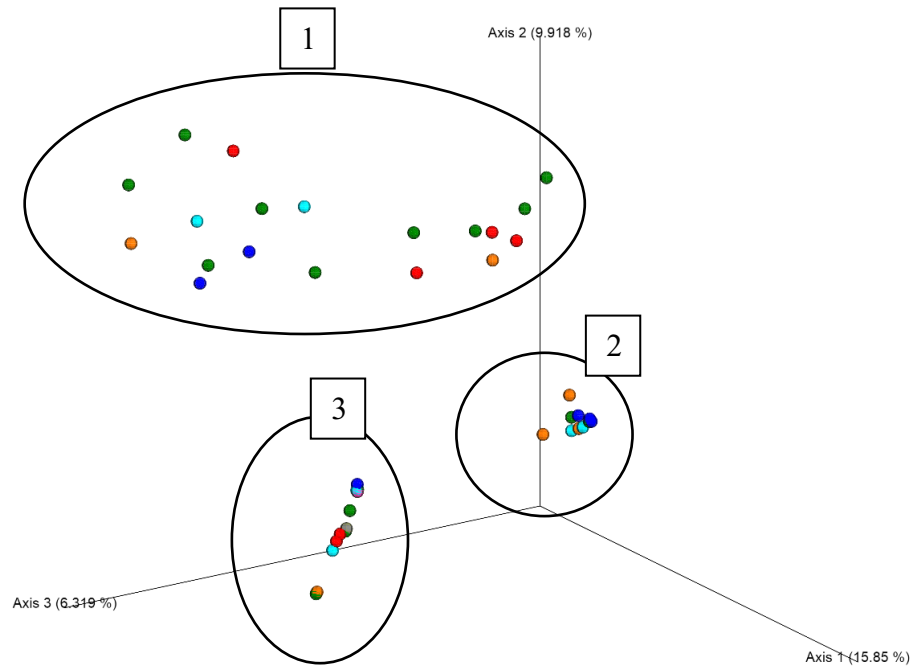 1
Axis 2 (9.918 %)
2
3
Axis 3 (6.319 %)
Axis 1 (15.85 %)